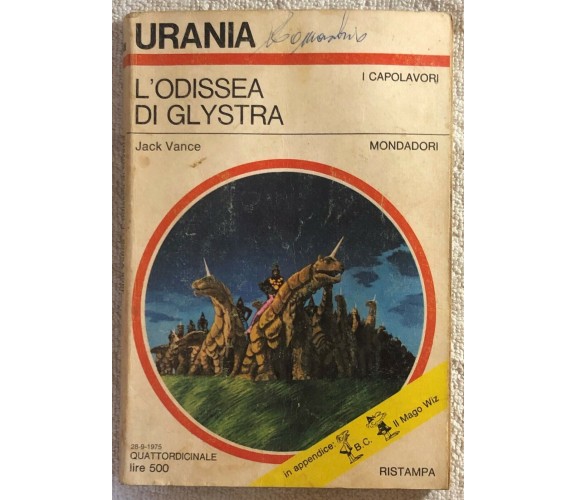 URANIA
I CAPOLAVORI
L'ODISSEA
DI GLYSTRA
Jack Vance
MONDADORI
28-9-1975
QUATTORDICINALE
lire 500
in appendice:
B.C.
Il Mago Wiz
RISTAMPA